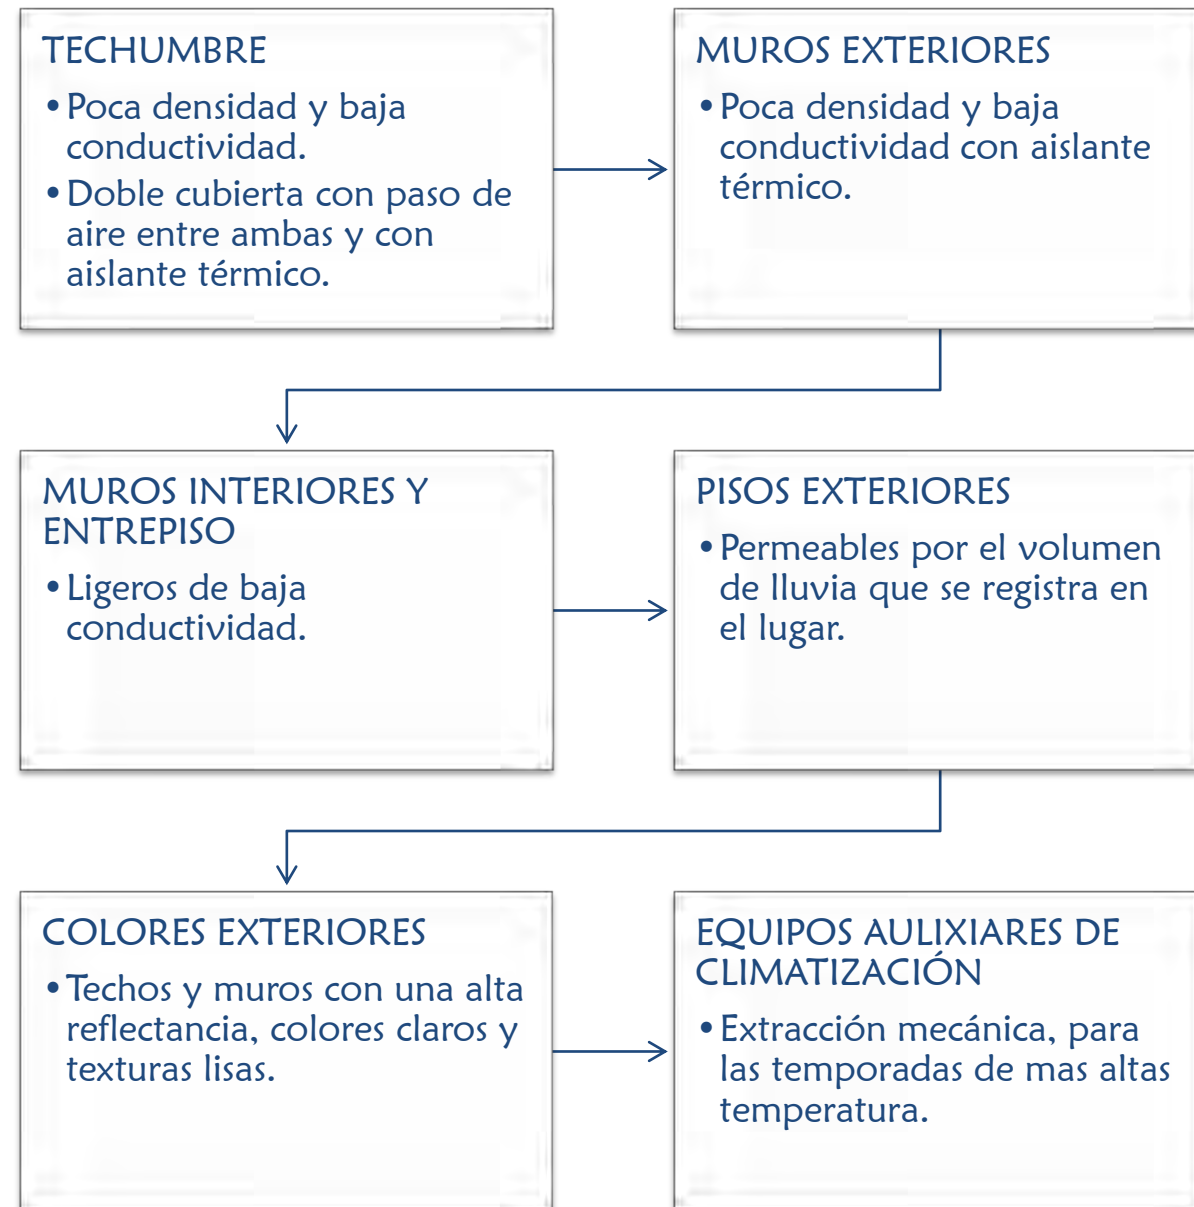 TECHUMBRE
•Poca densidad y baja
conductividad.
•Doble cubierta con paso de
aire entre ambas y con
aislante térmico.
MUROS EXTERIORES
•Poca densidad y baja
conductividad con aislante
térmico.
MUROS INTERIORES Y
ENTREPISO
•Ligeros de baja
conductividad.
PISOS EXTERIORES
•Permeables por el volumen
de lluvia que se registra en
el lugar.
COLORES EXTERIORES
•Techos y muros con una alta
reflectancia, colores claros y
texturas lisas.
EQUIPOS AULIXIARES DE
CLIMATIZACIÓN
•Extracción mecánica, para
las temporadas de mas altas
temperatura.